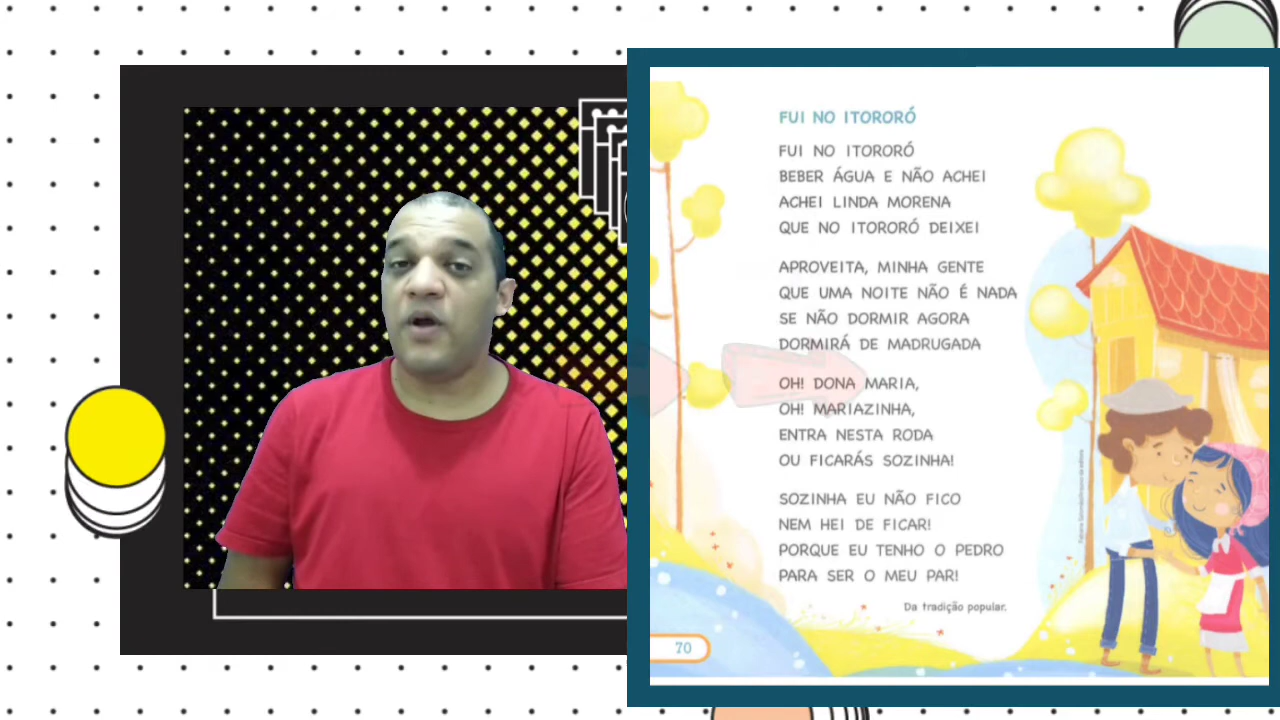 FUI NO ITORORÓ
FUI NO ITORORÓ
BEBER ÁGUA E NÃO ACHEI
ACHEI LINDA MORENA
QUE NO ITORORÓ DEIXEI
APROVEITA, MINHA GENTE
QUE UMA NOITE NÃO É NADA
SE NÃO DORMIR AGORA
DORMIRÁ DE MADRUGADA
OH! DONA MARIA,
OH! MARIAZINHA,
ENTRA NESTA RODA
OU FICARÁS SOZINHA!
SOZINHA EU NÃO FICO
NEM HEI DE FICAR!
PORQUE EU TENHO O PEDRO
PARA SER O MEU PAR!
Da tradição popular.
70